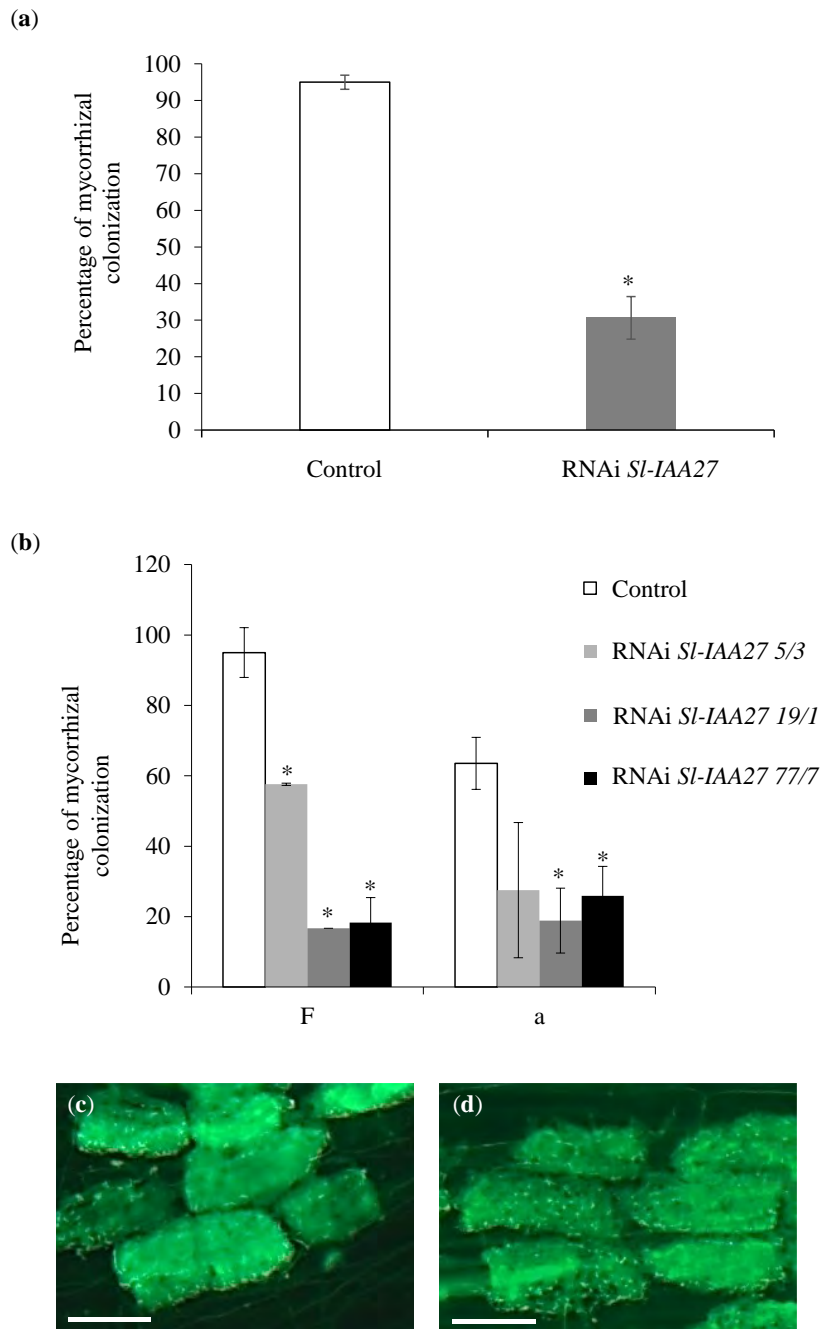 (a)
100
90
80
70
60
50
40
30
20
10
0
Percentage of mycorrhizal
colonization
*
Control
RNAi Sl-IAA27
(b)
120
100
80
60
40
20
0
Percentage of mycorrhizal
colonization
*
*
*
*
*
F
a
Control
RNAi Sl-IAA27 5/3
RNAi Sl-IAA27 19/1
RNAi Sl-IAA27 77/7
(c)
(d)